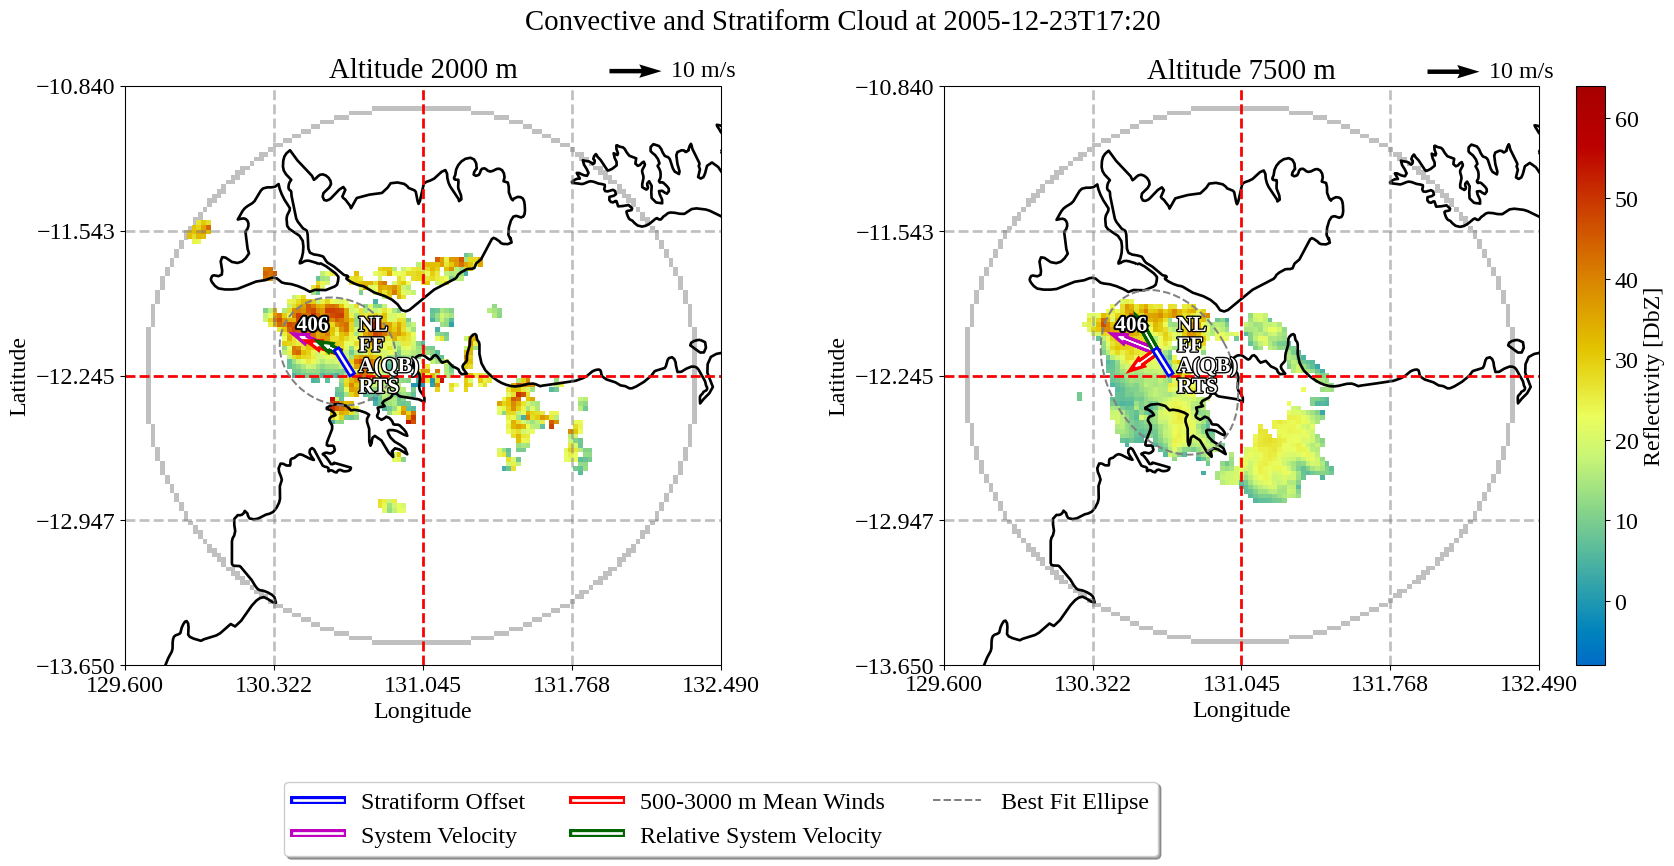 Convective and Stratiform Cloud at 2005-12-23T17:20
Altitude 2000 m
10 m/s
−10.840
−11.543
−12.245
−12.947
−13.650
Latitude
406
NL
FF
A(QB)
RTS
129.600
130.322
131.045
131.768
132.490
Longitude
Altitude 7500 m
10 m/s
−10.840
−11.543
−12.245
−12.947
−13.650
Latitude
406
NL
FF
A(QB)
RTS
129.600
130.322
131.045
131.768
132.490
Longitude
60
50
40
30
20
10
0
Reflectivity [DbZ]
Stratiform Offset
System Velocity
500-3000 m Mean Winds
Relative System Velocity
Best Fit Ellipse